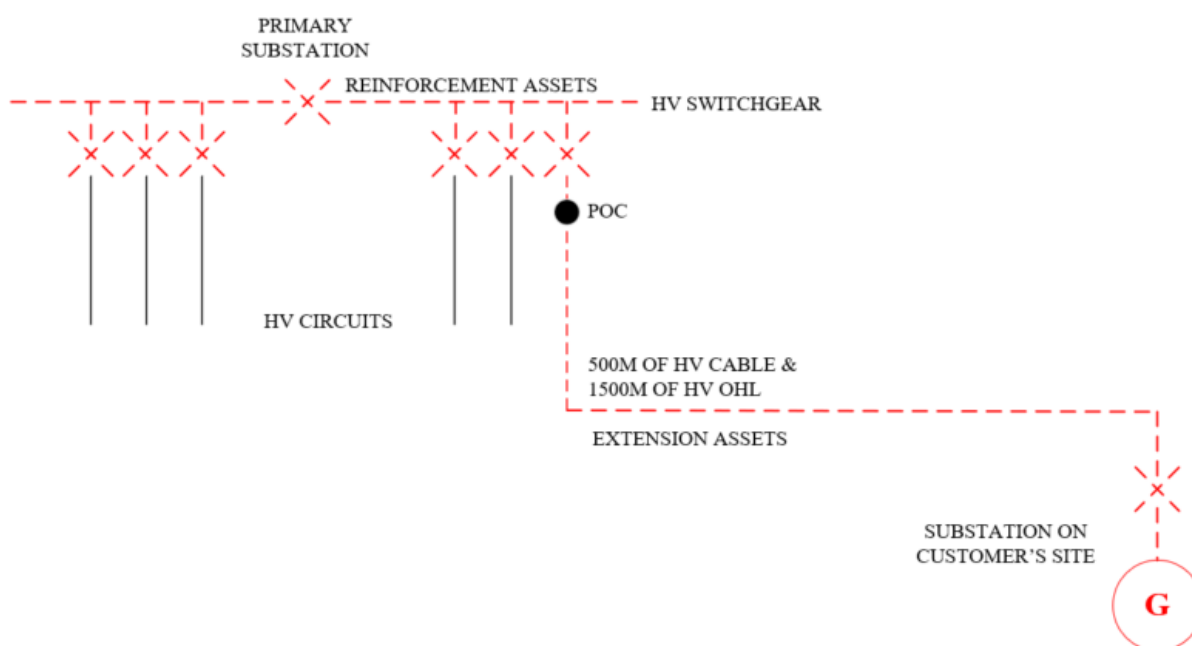 PRIMARY
SUBSTATION
REINFORCEMENT ASSETS
HV SWITCHGEAR
POC
HV CIRCUITS
500M OF HV CABLE &
1500M OF HV OHL
EXTENSION ASSETS
SUBSTATION ON
CUSTOMER'S SITE
G